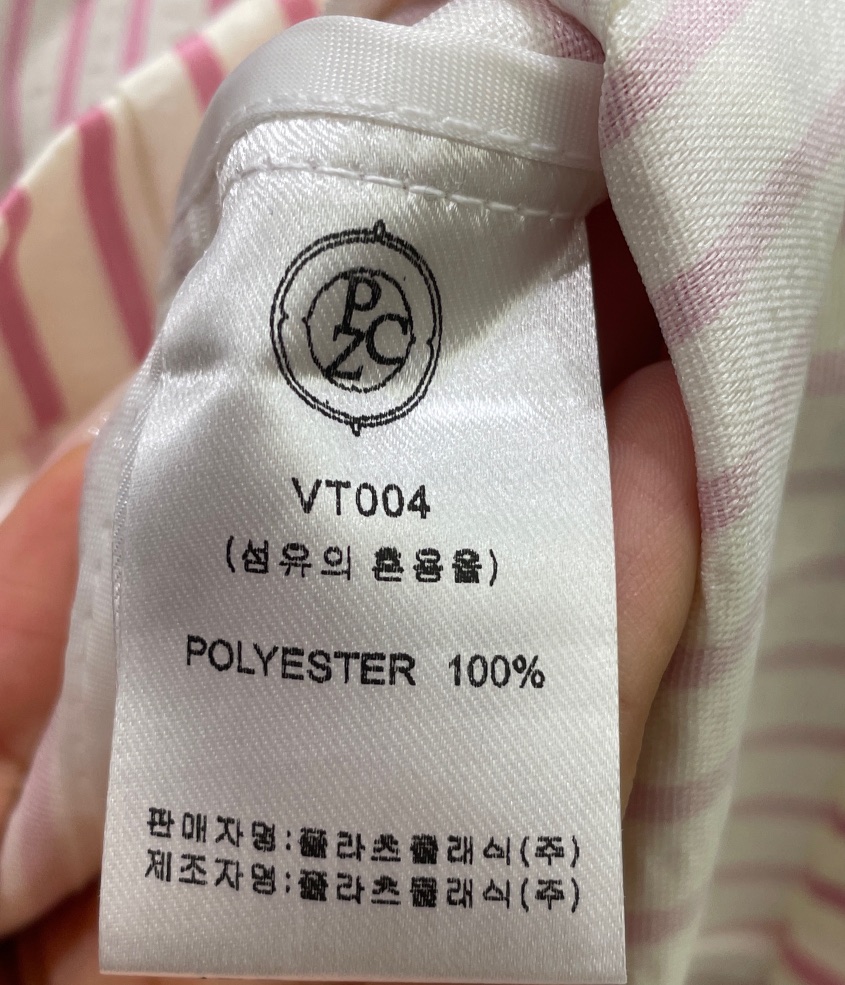 PZC
VT004
(섬유의 혼용율)
POLYESTER 100%
판매자명:플라츠클래식(주)
제조자명:플라츠클래식(주)